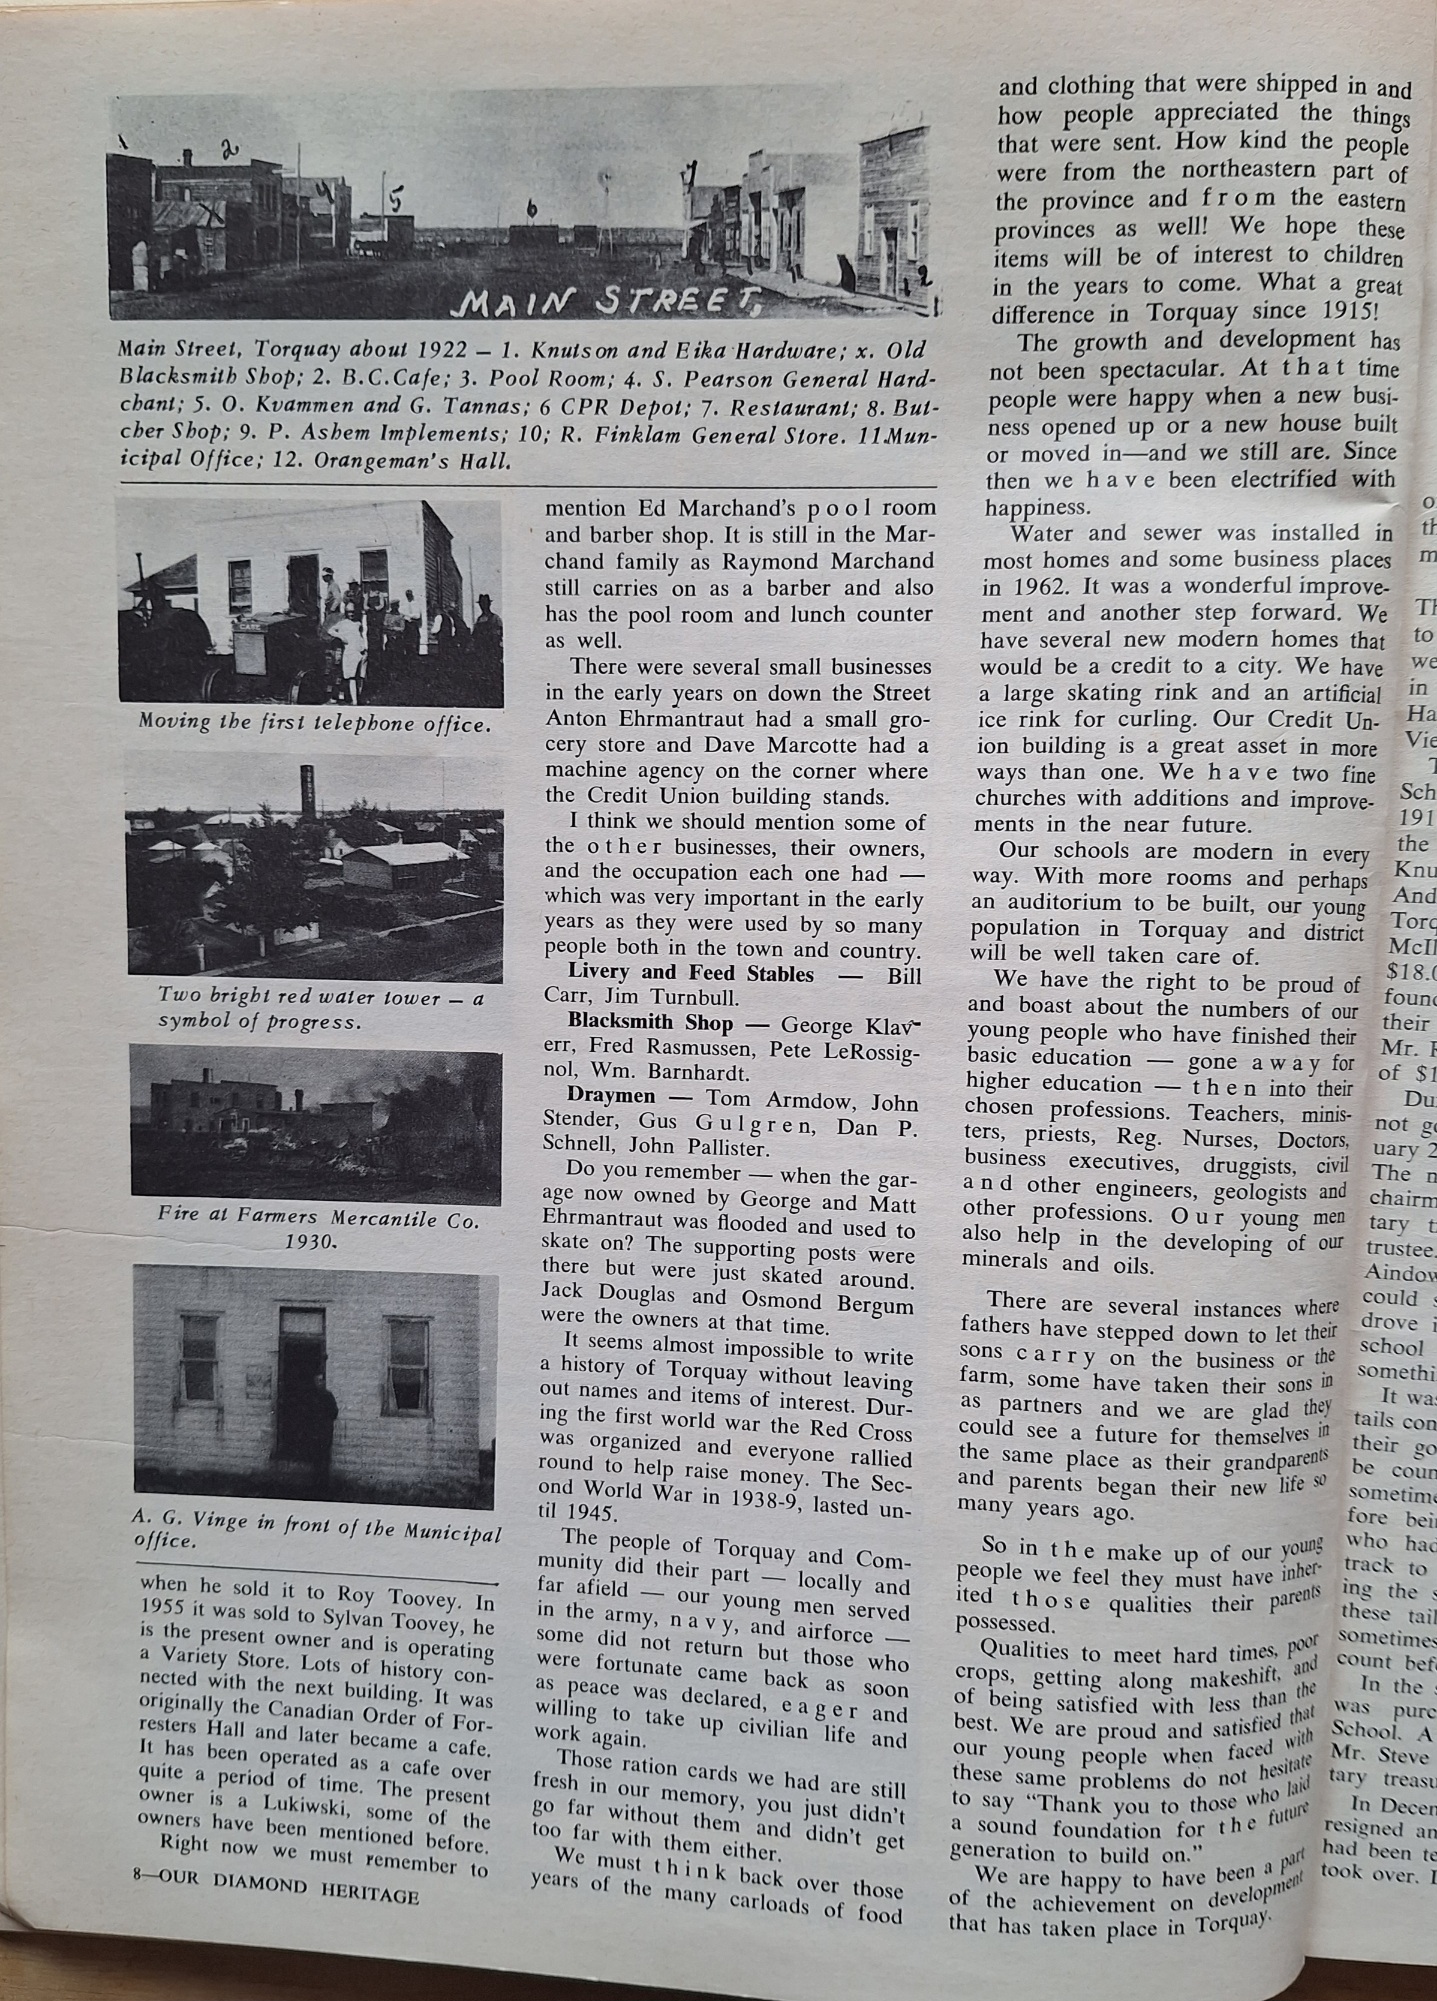 1
2
4
x
5
6
7
12
MAIN STREET,
Main Street, Torquay about 1922 – 1. Knutson and Eika Hardware; x. Old
Blacksmith Shop; 2. B.C.Cafe; 3. Pool Room; 4. S. Pearson General Hard-
chant; 5. O. Kvammen and G. Tannas; 6 CPR Depot; 7. Restaurant; 8. But-
cher Shop; 9. P. Ashem Implements; 10; R. Finklam General Store. 11.Mun-
icipal Office; 12. Orangeman's Hall.
Moving the first telephone office.
Two bright red water tower – a
symbol of progress.
Fire at Farmers Mercantile Co.
1930.
A. G. Vinge in front of the Municipal
office.
when he sold it to Roy Toovey. In
1955 it was sold to Sylvan Toovey, he
is the present owner and is operating
a Variety Store. Lots of history con-
nected with the next building. It was
originally the Canadian Order of For-
resters Hall and later became a cafe.
It has been operated as a cafe over
quite a period of time. The present
owner is a Lukiwski, some of the
owners have been mentioned before.
Right now we must remember to
8—OUR DIAMOND HERITAGE
mention Ed Marchand's pool room
and barber shop. It is still in the Mar-
chand family as Raymond Marchand
still carries on as a barber and also
has the pool room and lunch counter
as well.
There were several small businesses
in the early years on down the Street
Anton Ehrmantraut had a small gro-
cery store and Dave Marcotte had a
machine agency on the corner where
the Credit Union building stands.
I think we should mention some of
the other businesses, their owners,
and the occupation each one had —
which was very important in the early
years as they were used by so many
people both in the town and country.
Livery and Feed Stables — Bill
Carr, Jim Turnbull.
Blacksmith Shop — George Klav-
err, Fred Rasmussen, Pete LeRossig-
nol, Wm. Barnhardt.
Draymen — Tom Armdow, John
Stender, Gus Gulgren, Dan P.
Schnell, John Pallister.
Do you remember — when the gar-
age now owned by George and Matt
Ehrmantraut was flooded and used to
skate on? The supporting posts were
there but were just skated around.
Jack Douglas and Osmond Bergum
were the owners at that time.
It seems almost impossible to write
a history of Torquay without leaving
out names and items of interest. Dur-
ing the first world war the Red Cross
was organized and everyone rallied
round to help raise money. The Sec-
ond World War in 1938-9, lasted un-
til 1945.
The people of Torquay and Com-
munity did their part — locally and
far afield — our young men served
in the army, navy, and airforce —
some did not return but those who
were fortunate came back as soon
as peace was declared, eager and
willing to take up civilian life and
work again.
Those ration cards we had are still
fresh in our memory, you just didn't
go far without them and didn't get
too far with them either.
We must think back over those
years of the many carloads of food
and clothing that were shipped in and
how people appreciated the things
that were sent. How kind the people
were from the northeastern part of
the province and from the eastern
provinces as well! We hope these
items will be of interest to children
in the years to come. What a great
difference in Torquay since 1915!
The growth and development has
not been spectacular. At that time
people were happy when a new busi-
ness opened up or a new house built
or moved in—and we still are. Since
then we have been electrified with
happiness.
Water and sewer was installed in
most homes and some business places
in 1962. It was a wonderful improve-
ment and another step forward. We
have several new modern homes that
would be a credit to a city. We have
a large skating rink and an artificial
ice rink for curling. Our Credit Un-
ion building is a great asset in more
ways than one. We have two fine
churches with additions and improve-
ments in the near future.
Our schools are modern in every
way. With more rooms and perhaps
an auditorium to be built, our young
population in Torquay and district
will be well taken care of.
We have the right to be proud of
and boast about the numbers of our
young people who have finished their
basic education — gone away for
higher education — then into their
chosen professions. Teachers, minis-
ters, priests, Reg. Nurses, Doctors,
business executives, druggists, civil
and other engineers, geologists and
other professions. Our young men
also help in the developing of our
minerals and oils.
There are several instances where
fathers have stepped down to let their
sons carry on the business or the
farm, some have taken their sons in
as partners and we are glad they
could see a future for themselves in
the same place as their grandparents
and parents began their new life so
many years ago.
So in the make up of our young
people we feel they must have inher-
ited those qualities their parents
possessed.
Qualities to meet hard times, poor
crops, getting along makeshift, and
of being satisfied with less than the
best. We are proud and satisfied that
our young people when faced with
these same problems do not hesitate
to say "Thank you to those who laid
a sound foundation for the future
generation to build on."
We are happy to have been a part
of the achievement on development
that has taken place in Torquay.